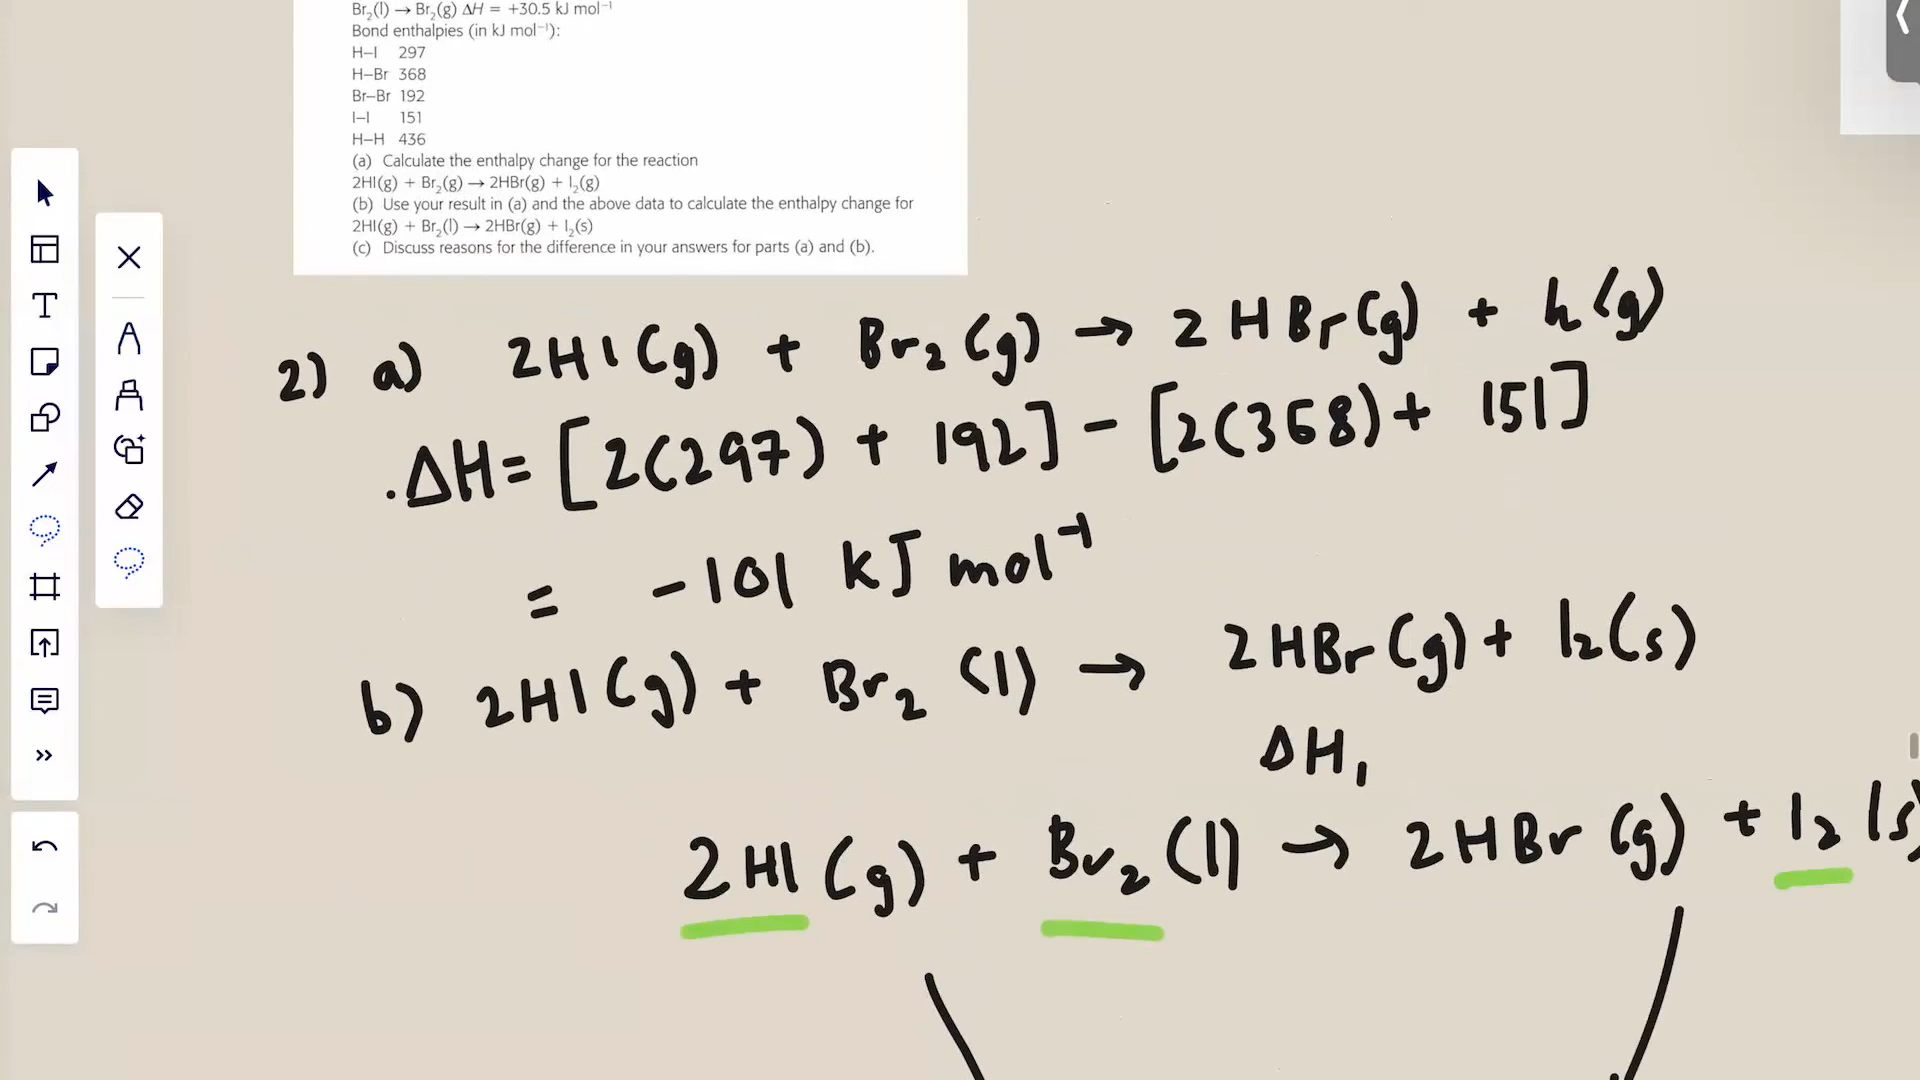 Br₂(l) → Br₂(g) ΔH = +30.5 kJ mol⁻¹
Bond enthalpies (in kJ mol⁻¹):
H–I 297
H–Br 368
Br–Br 192
I–I 151
H–H 436
(a) Calculate the enthalpy change for the reaction
2HI(g) + Br₂(g) → 2HBr(g) + I₂(g)
(b) Use your result in (a) and the above data to calculate the enthalpy change for
2HI(g) + Br₂(l) → 2HBr(g) + I₂(s)
(c) Discuss reasons for the difference in your answers for parts (a) and (b).
2) a) 2HI(g) + Br₂(g) → 2HBr(g) + I₂(g)
ΔH = [2(297) + 192] - [2(368) + 151]
= -101 kJ mol⁻¹
b) 2HI(g) + Br₂(l) → 2HBr(g) + I₂(s)
ΔH₁
2HI(g) + Br₂(l) → 2HBr(g) + I₂(s)